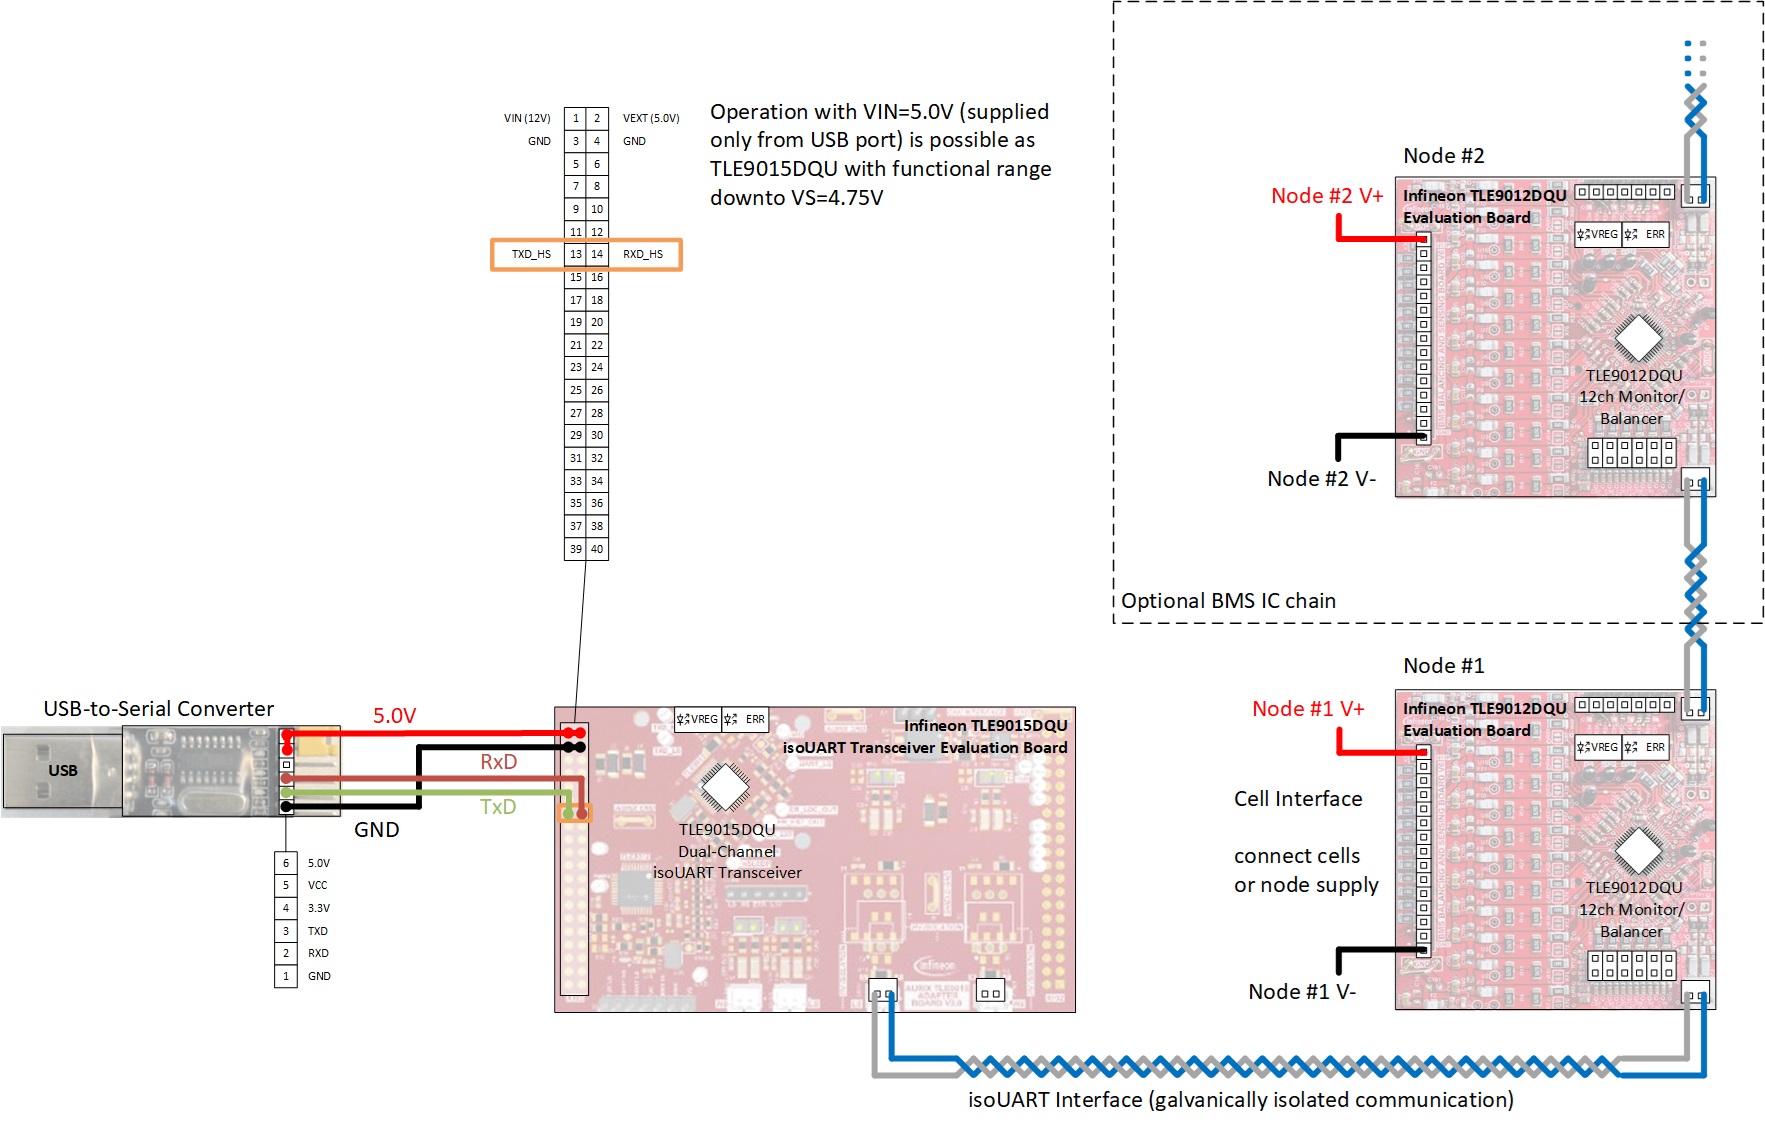 Operation with VIN=5.0V (supplied
only from USB port) is possible as
TLE9015DQU with functional range
downto VS=4.75V
VIN (12V) 1 2 VEXT (5.0V)
GND 3 4 GND
5 6
7 8
9 10
11 12
TXD_HS 13 14 RXD_HS
15 16
17 18
19 20
21 22
23 24
25 26
27 28
29 30
31 32
33 34
35 36
37 38
39 40
Node #2
Node #2 V+
Infineon TLE9012DQU
Evaluation Board
VREG ERR
TLE9012DQU
12ch Monitor/
Balancer
Node #2 V-
Optional BMS IC chain
USB-to-Serial Converter
USB
5.0V
RxD
TxD
GND
6 5.0V
5 VCC
4 3.3V
3 TXD
2 RXD
1 GND
VREG ERR
Infineon TLE9015DQU
isoUART Transceiver Evaluation Board
TLE9015DQU
Dual-Channel
isoUART Transceiver
infineon
Node #1
Node #1 V+
Infineon TLE9012DQU
Evaluation Board
VREG ERR
Cell Interface
connect cells
or node supply
TLE9012DQU
12ch Monitor/
Balancer
Node #1 V-
isoUART Interface (galvanically isolated communication)